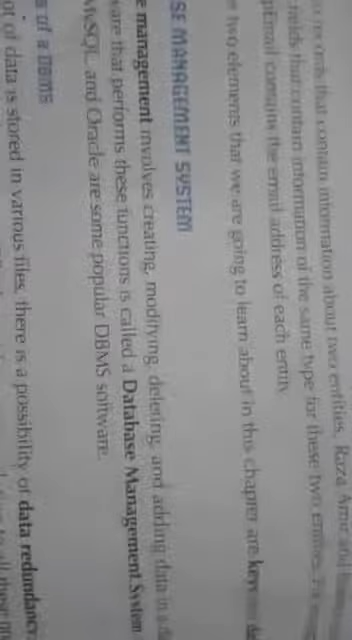 records that contain information about two entities, Raza Amir and
fields that contain information of the same type for these two entities
Email contains the email address of each entity
two elements that we are going to learn about in this chapter are keys
SE MANAGEMENT SYSTEM
e management involves creating, modifying, deleting, and adding data in a
ware that performs these functions is called a Database Management System
MySQL, and Oracle are some popular DBMS software.
s of a DBMS
ot of data is stored in various files, there is a possibility of data redundancy